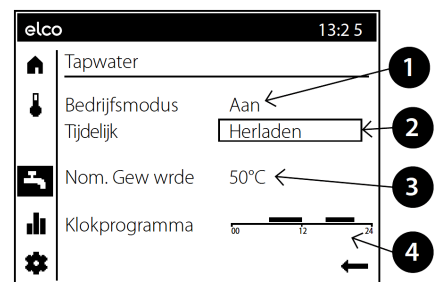 elco 13:2 5
Tapwater
1
Bedrijfsmodus Aan
Tijdelijk Herladen
2
Nom. Gew wrde 50°C
3
Klokprogramma
00 12 24
4